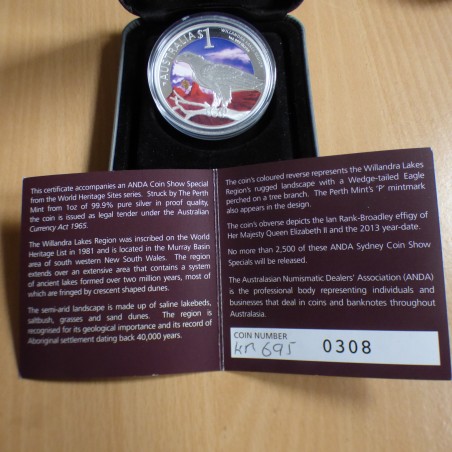 AUSTRALIA $1
This certificate accompanies an ANDA Coin Show Special
from the World Heritage Sites series. Struck by The Perth
Mint from 1oz of 99.9% pure silver in proof quality,
the coin is issued as legal tender under the Australian
Currency Act 1965.
The Willandra Lakes Region was inscribed on the World
Heritage List in 1981 and is located in the Murray Basin
area of south western New South Wales. The region
extends over an extensive area that contains a system
of ancient lakes formed over two million years, most of
which are fringed by crescent shaped dunes.
The semi-arid landscape is made up of saline lakebeds,
saltbush, grasses and sand dunes. The region is
recognised for its geological importance and its record of
Aboriginal settlement dating back 40,000 years.
The coin's coloured reverse represents the Willandra Lakes
Region's rugged landscape with a Wedge-tailed Eagle
perched on a tree branch. The Perth Mint's 'P' mintmark
also appears in the design.
The coin's obverse depicts the Ian Rank-Broadley effigy of
Her Majesty Queen Elizabeth II and the 2013 year-date.
No more than 2,500 of these ANDA Sydney Coin Show
Specials will be released.
The Australasian Numismatic Dealers' Association (ANDA)
is the professional body representing individuals and
businesses that deal in coins and banknotes throughout
Australasia.
COIN NUMBER
km 695 0308